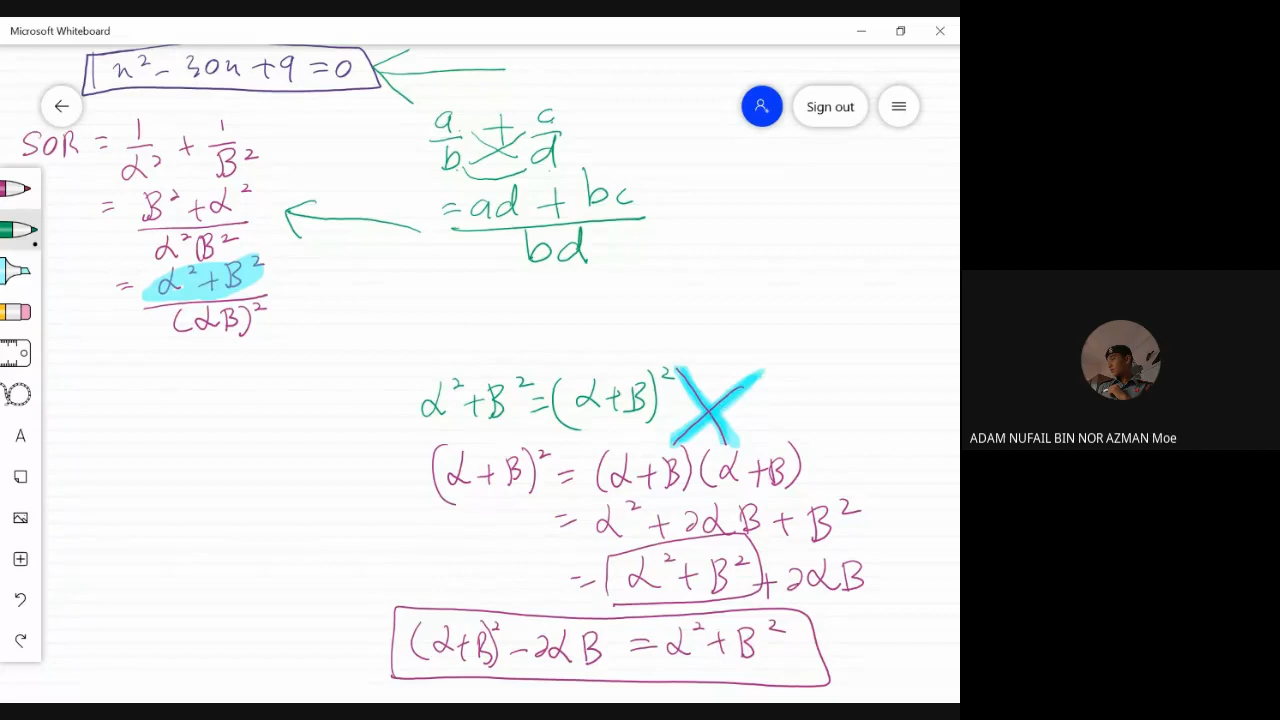 Microsoft Whiteboard
x² - 30x + 9 = 0
Sign out
SOR = 1/α² + 1/β²
= β² + α² / α²β²
= α² + β² / (αβ)²
a/b + c/d
= ad + bc / bd
α² + β² = (α+β)² X
(α + β)² = (α+β)(α+β)
= α² + 2αβ + β²
= α² + β² + 2αβ
(α+β)² - 2αβ = α² + β²
A
ADAM NUFAIL BIN NOR AZMAN Moe